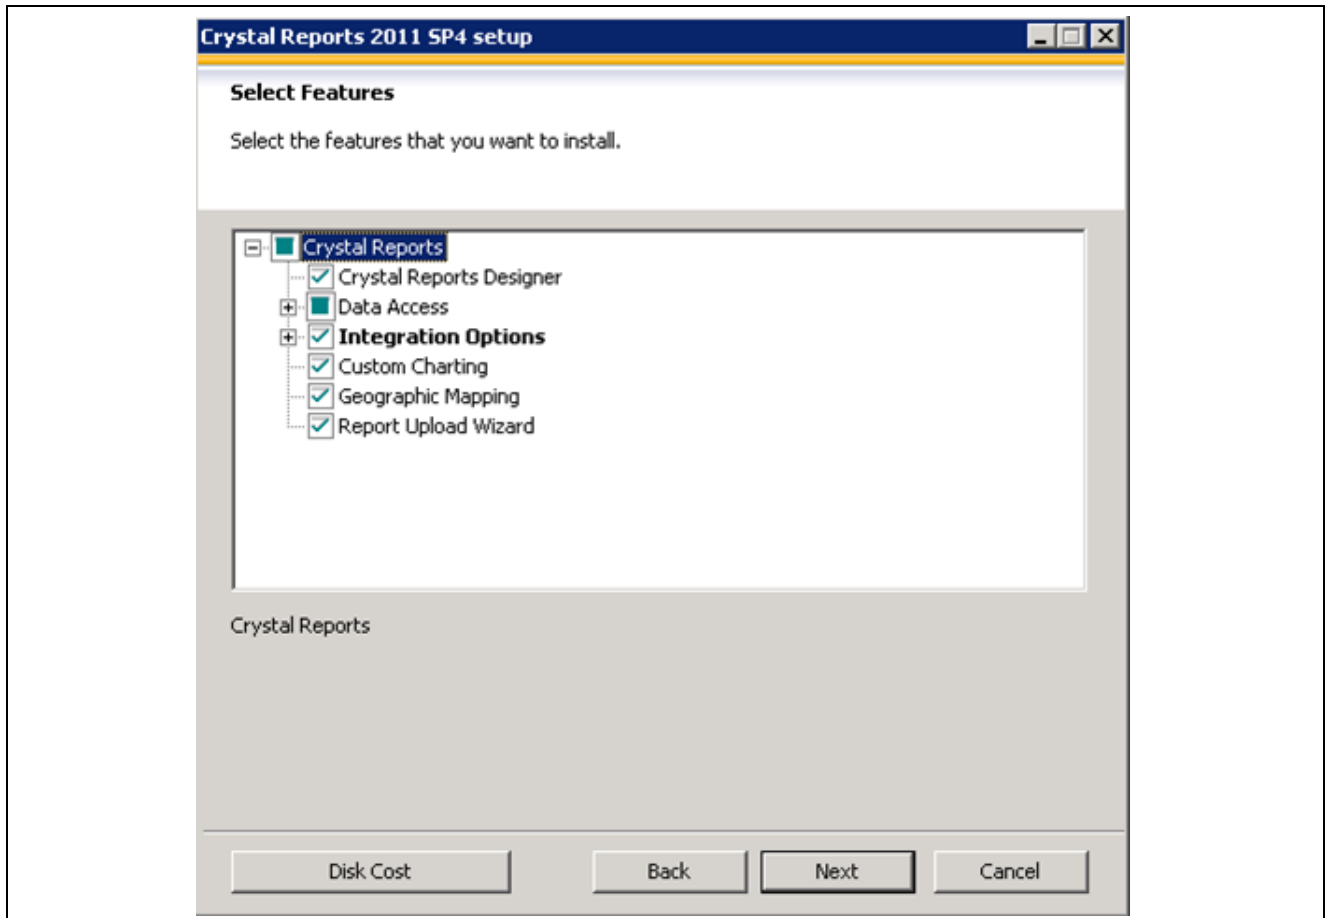 Crystal Reports 2011 SP4 setup
Select Features
Select the features that you want to install.
Crystal Reports
Crystal Reports Designer
Data Access
Integration Options
Custom Charting
Geographic Mapping
Report Upload Wizard
Crystal Reports
Disk Cost Back Next Cancel